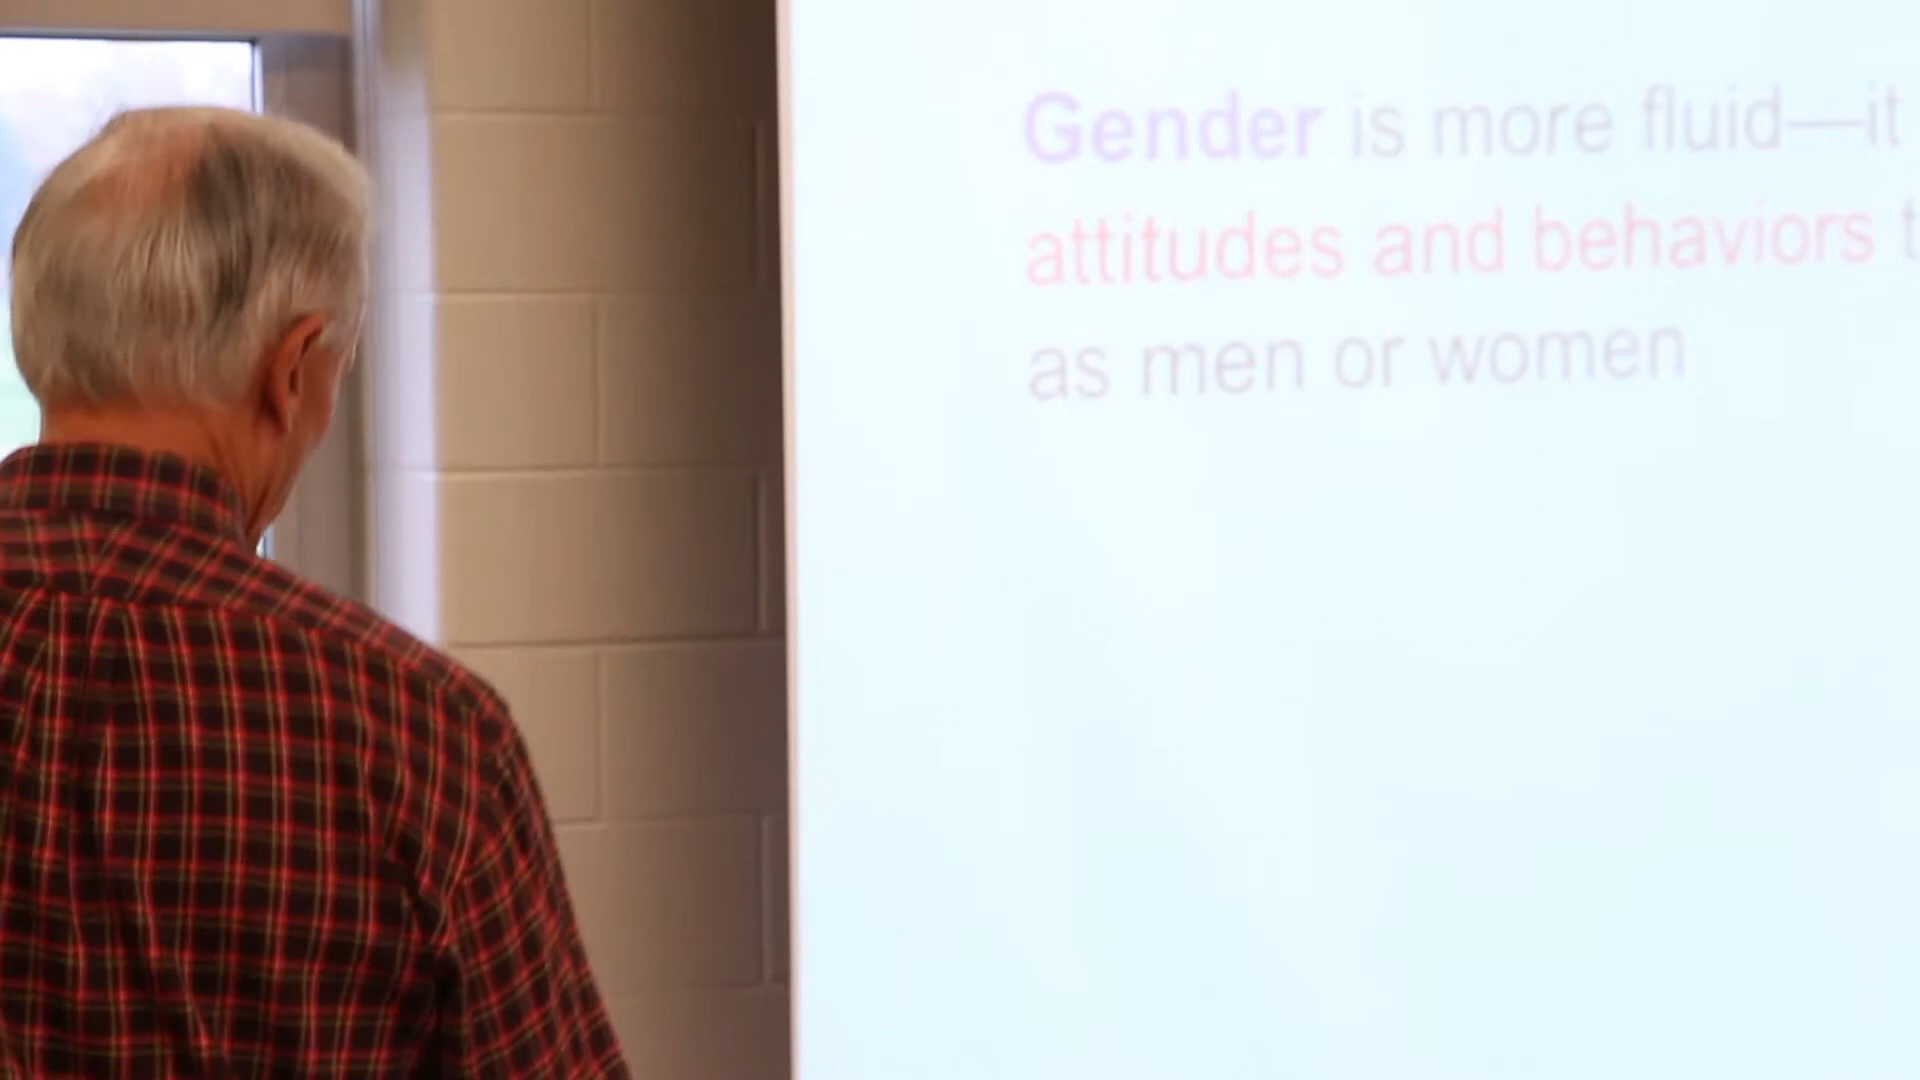 Gender is more fluid—it
attitudes and behaviors
as men or women